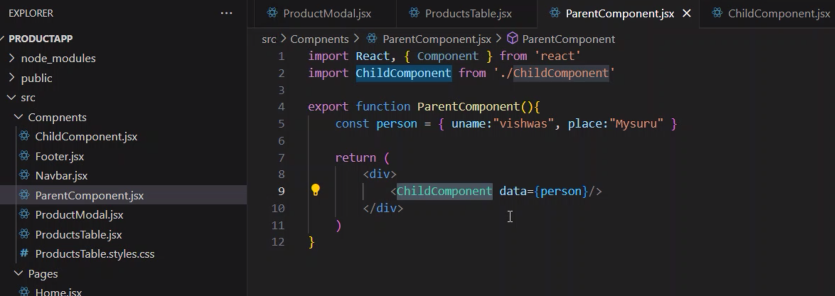 EXPLORER ···
PRODUCTAPP
node_modules
public
src
Compnents
ChildComponent.jsx
Footer.jsx
Navbar.jsx
ParentComponent.jsx
ProductModal.jsx
ProductsTable.jsx
# ProductsTable.styles.css
Pages
Home.jsx
ProductModal.jsx ProductsTable.jsx ParentComponent.jsx × ChildComponent.jsx
src > Compnents > ParentComponent.jsx > ParentComponent
1 import React, { Component } from 'react'
2 import ChildComponent from './ChildComponent'
3
4 export function ParentComponent(){
5 const person = { uname:"vishwas", place:"Mysuru" }
6
7 return (
8 <div>
9 <ChildComponent data={person}/>
10 </div>
11 )
12 }